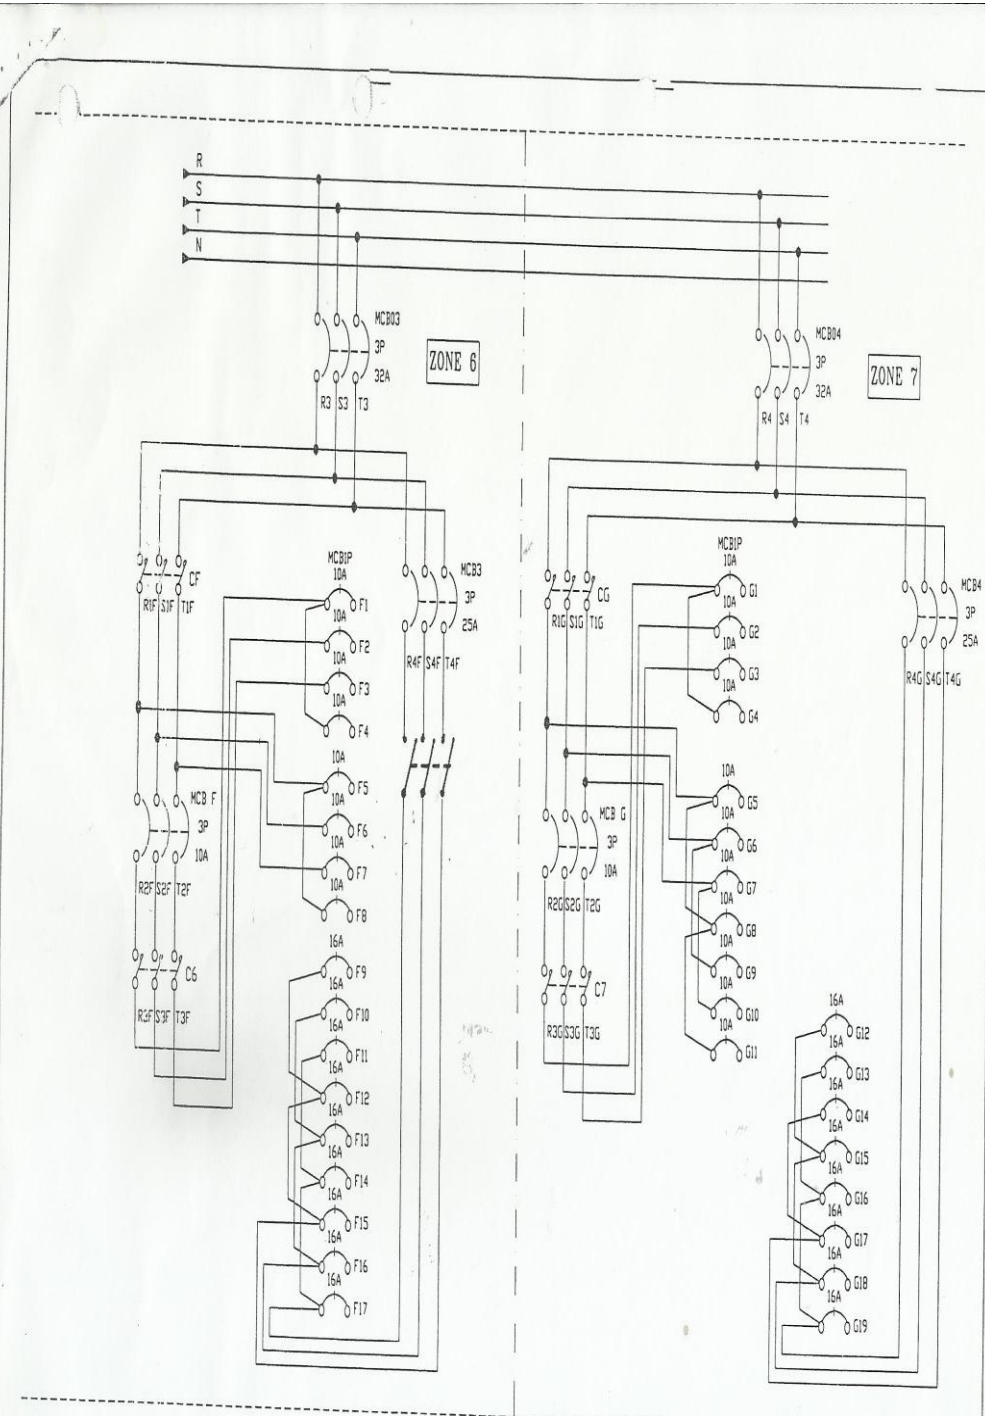 R
S
T
N
MCB03
3P
32A
ZONE 6
R3 S3 T3
MCB04
3P
32A
ZONE 7
R4 S4 T4
CF
R1F S1F T1F
MCB1P
10A
F1
10A
F2
10A
F3
10A
F4
10A
F5
10A
F6
10A
F7
10A
F8
16A
F9
16A
F10
16A
F11
16A
F12
16A
F13
16A
F14
16A
F15
16A
F16
16A
F17
MCB3
3P
25A
R4F S4F T4F
MCB F
3P
10A
R2F S2F T2F
C6
R3F S3F T3F
CG
R1G S1G T1G
MCB1P
10A
G1
10A
G2
10A
G3
10A
G4
10A
G5
10A
G6
10A
G7
10A
G8
10A
G9
10A
G10
10A
G11
16A
G12
16A
G13
16A
G14
16A
G15
16A
G16
16A
G17
16A
G18
16A
G19
MCB4
3P
25A
R4G S4G T4G
MCB G
3P
10A
R2G S2G T2G
C7
R3G S3G T3G